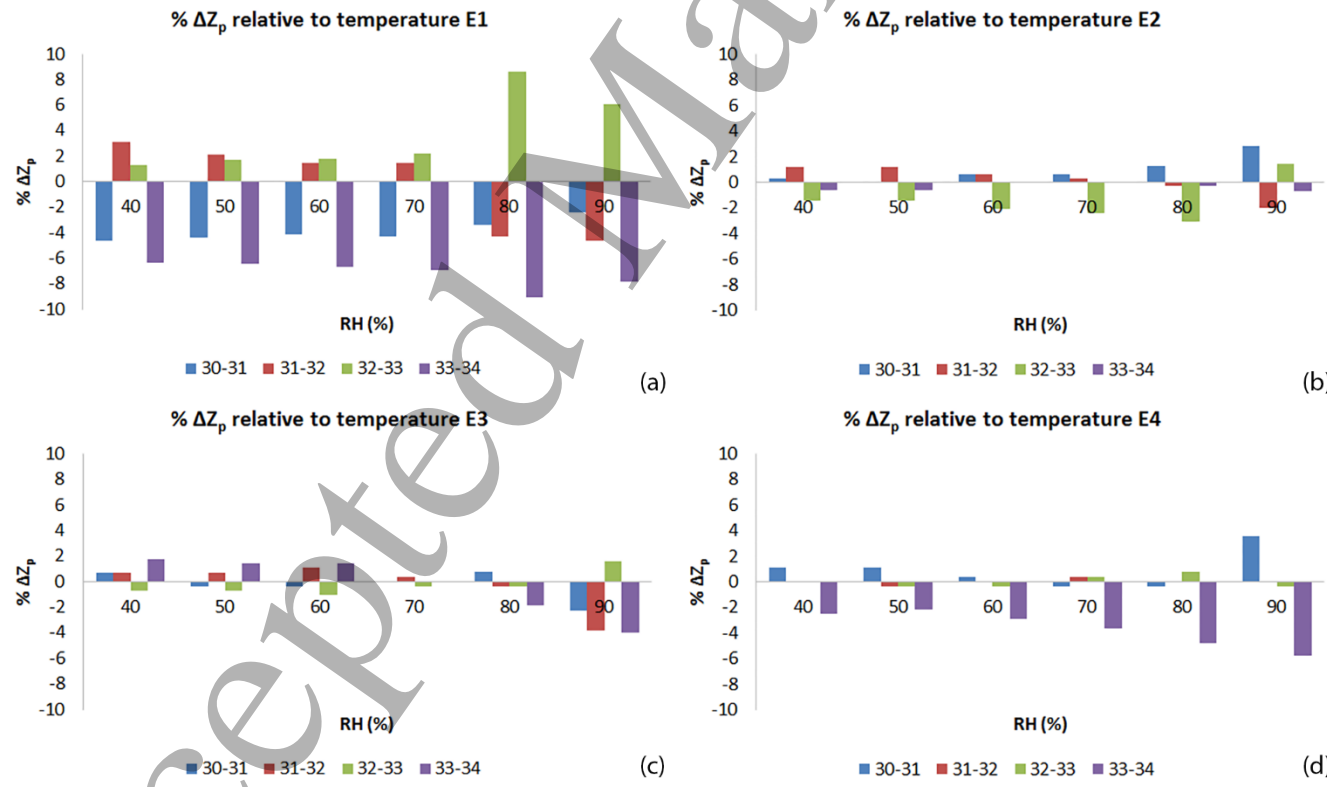 % ΔZp relative to temperature E1
10
8
6
4
2
0
-2
-4
-6
-8
-10
% ΔZp
40 50 60 70 80 90
RH (%)
30-31 31-32 32-33 33-34
(a)
% ΔZp relative to temperature E2
10
8
6
4
2
0
-2
-4
-6
-8
-10
% ΔZp
40 50 60 70 80 90
RH (%)
30-31 31-32 32-33 33-34
(b)
% ΔZp relative to temperature E3
10
8
6
4
2
0
-2
-4
-6
-8
-10
% ΔZp
40 50 60 70 80 90
RH (%)
30-31 31-32 32-33 33-34
(c)
% ΔZp relative to temperature E4
10
8
6
4
2
0
-2
-4
-6
-8
-10
% ΔZp
40 50 60 70 80 90
RH (%)
30-31 31-32 32-33 33-34
(d)
cepted Ma